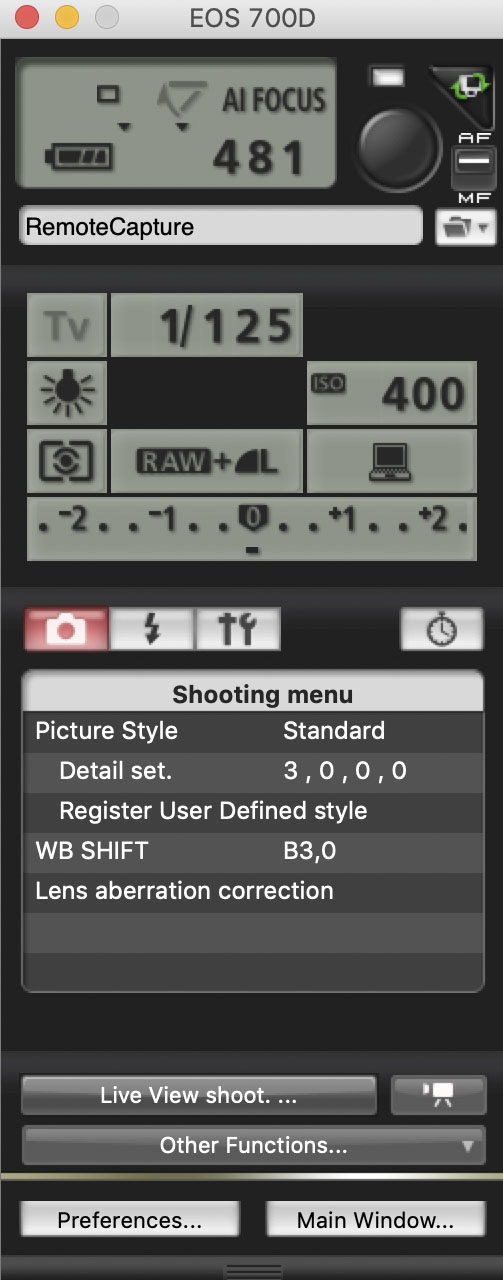 EOS 700D
AI FOCUS
481
AF
MF
RemoteCapture
Tv 1/125
ISO 400
RAW+L
. -2 . . -1 . . 0 . . +1 . . +2 .
Shooting menu
Picture Style Standard
Detail set. 3 , 0 , 0 , 0
Register User Defined style
WB SHIFT B3,0
Lens aberration correction
Live View shoot. ...
Other Functions...
Preferences... Main Window...